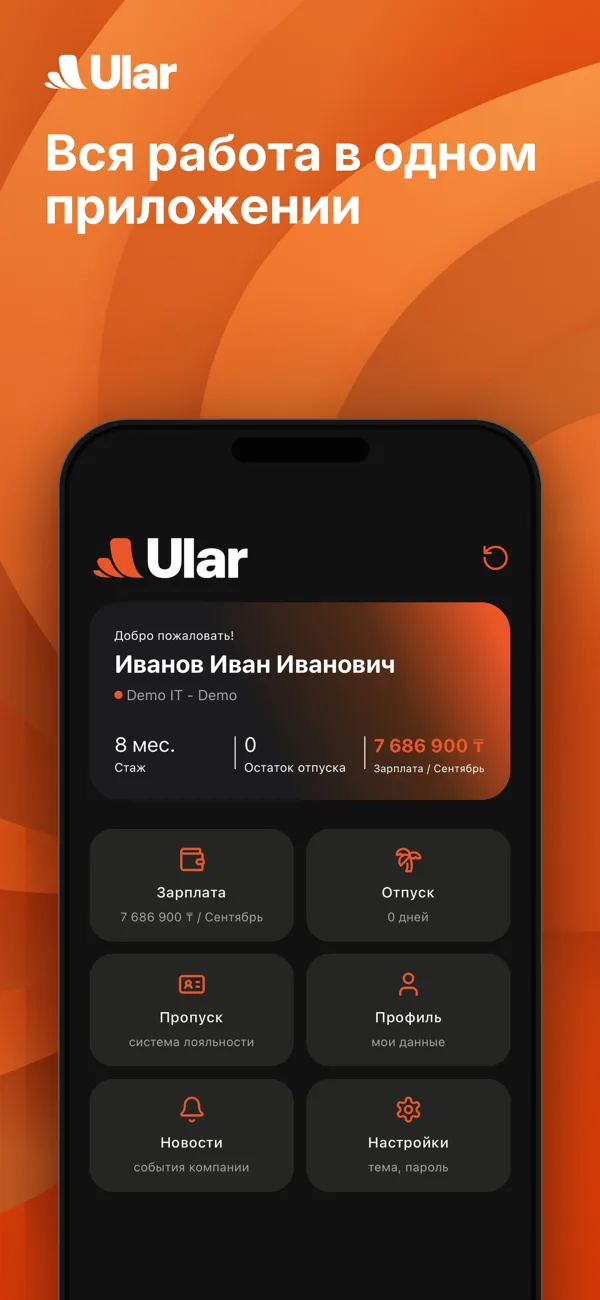 Ular
Вся работа в одном
приложении
Ular
Добро пожаловать!
Иванов Иван Иванович
Demo IT - Demo
8 мес.
Стаж
0
Остаток отпуска
7 686 900 ₸
Зарплата / Сентябрь
Зарплата
7 686 900 ₸ / Сентябрь
Отпуск
0 дней
Пропуск
система лояльности
Профиль
мои данные
Новости
события компании
Настройки
тема, пароль